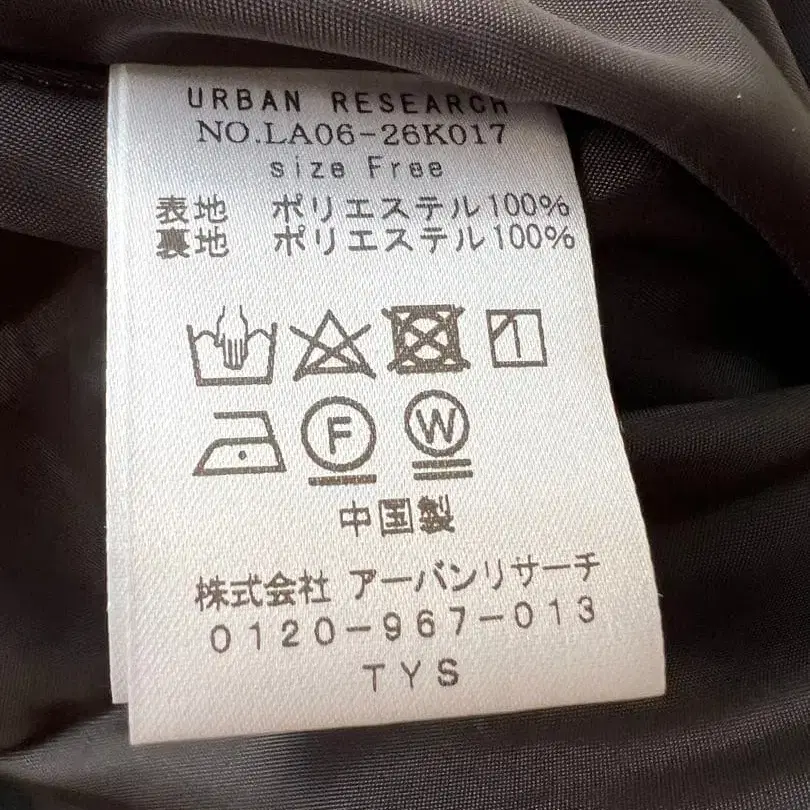 URBAN RESEARCH
NO.LA06-26K017
size Free
表地 ポリエステル100%
裏地 ポリエステル100%
F W
中国製
株式会社 アーバンリサーチ
0120-967-013
TYS